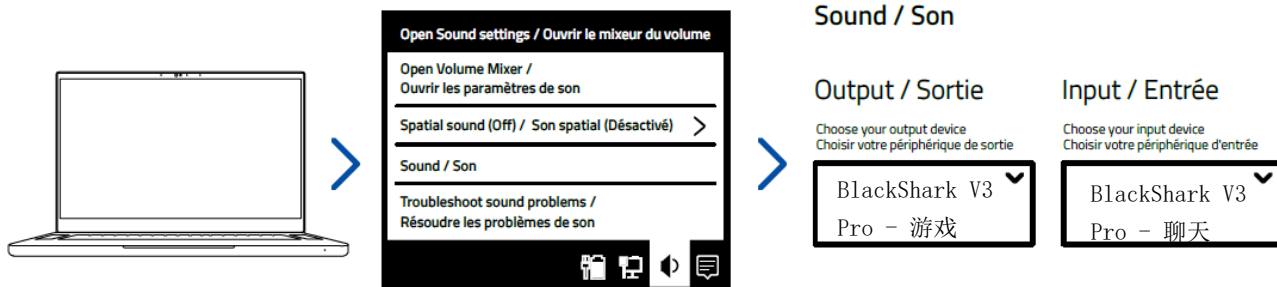 Open Sound settings / Ouvrir le mixeur du volume
Open Volume Mixer /
Ouvrir les paramètres de son
Spatial sound (Off) / Son spatial (Désactivé)
Sound / Son
Troubleshoot sound problems /
Résoudre les problèmes de son
Sound / Son
Output / Sortie
Choose your output device
Choisir votre périphérique de sortie
BlackShark V3
Pro - 游戏
Input / Entrée
Choose your input device
Choisir votre périphérique d'entrée
BlackShark V3
Pro - 聊天